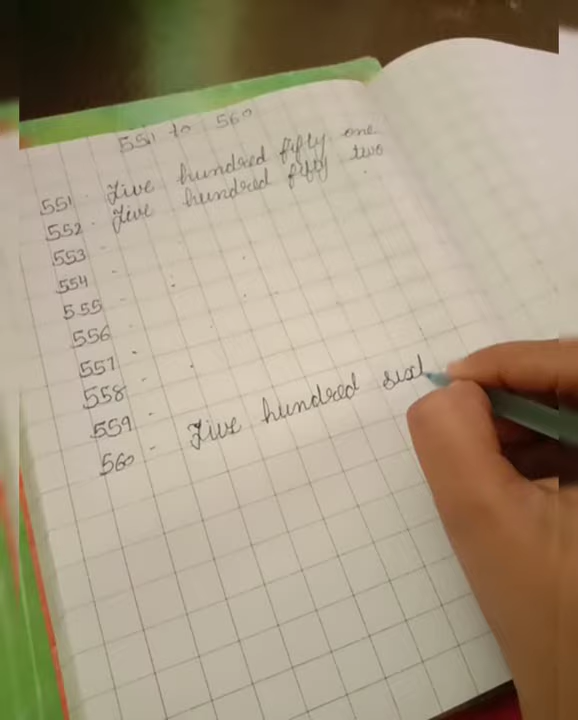 551 to 560
551 - Five hundred fifty one
552 - Five hundred fifty two
553 -
554 -
555 -
556 -
557 -
558 -
559 -
560 - Five hundred sixt